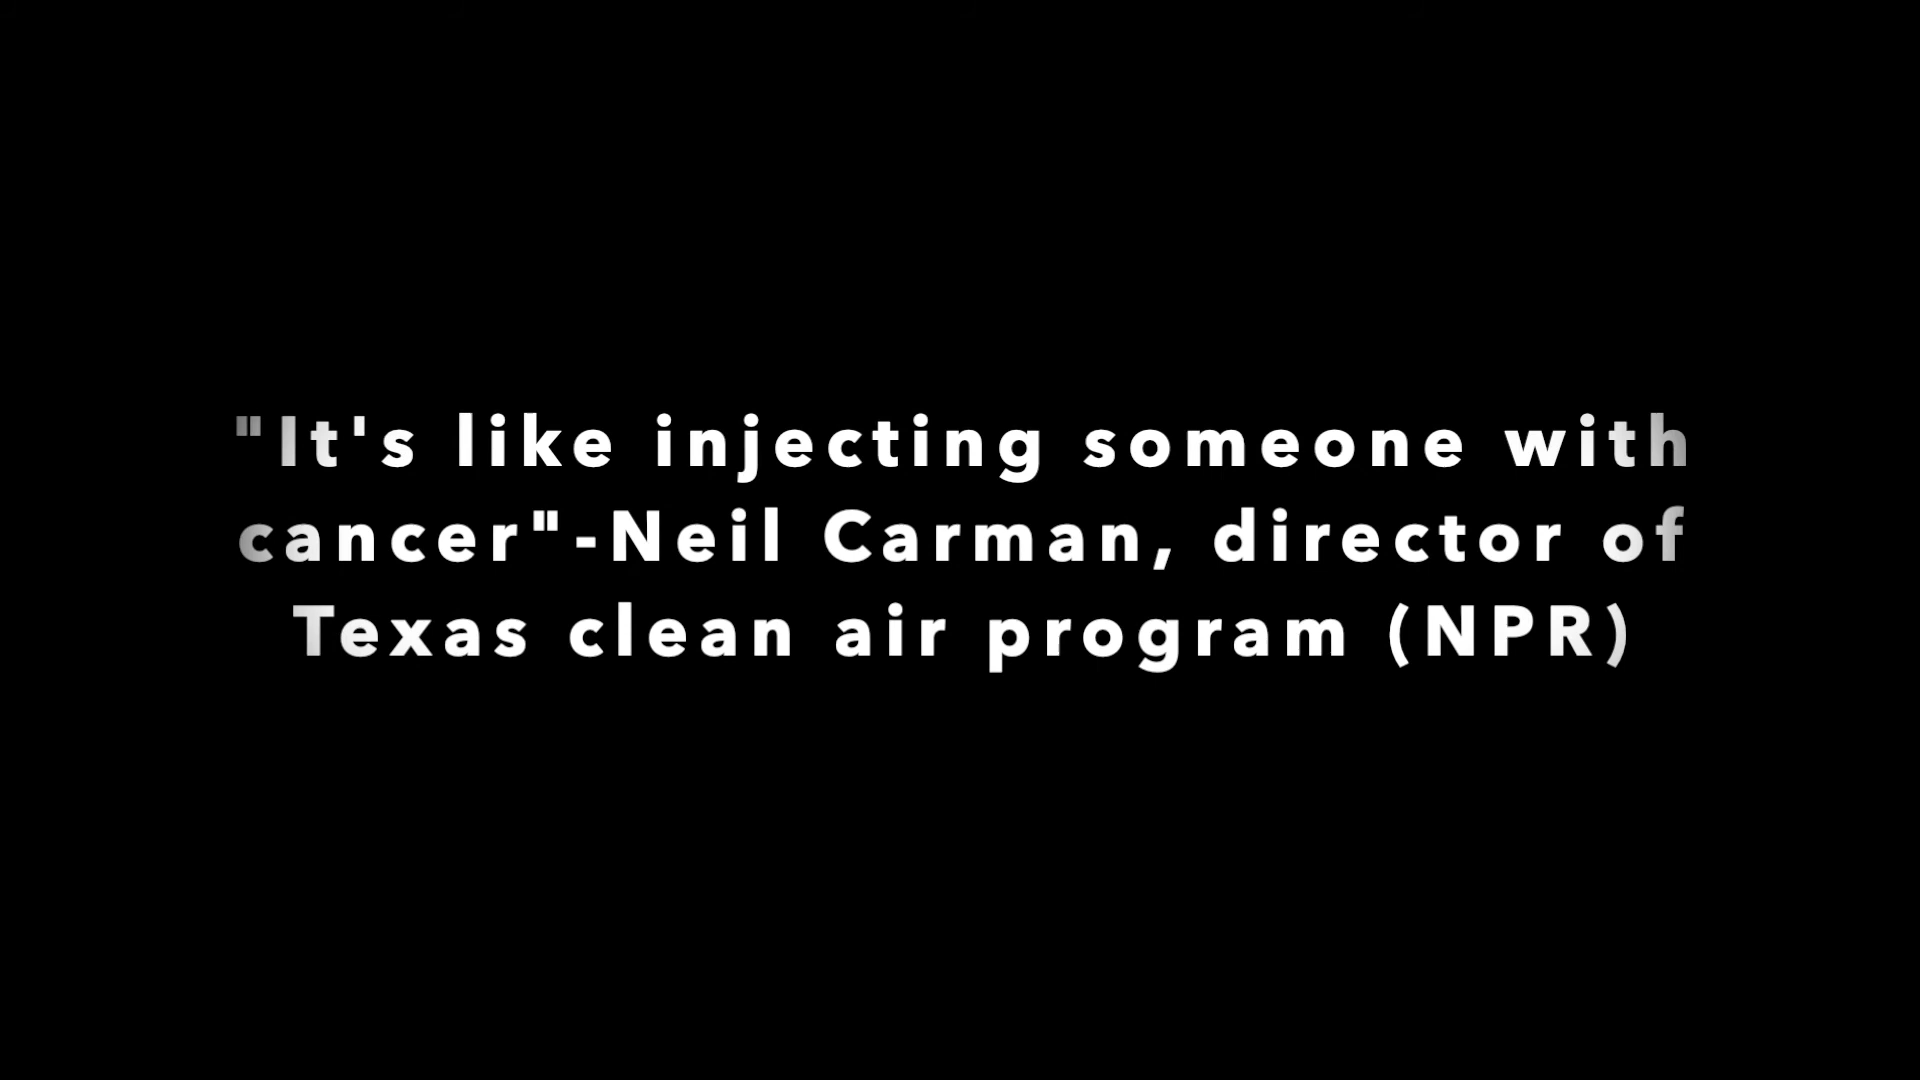 "It's like injecting someone with
cancer"-Neil Carman, director of
Texas clean air program (NPR)